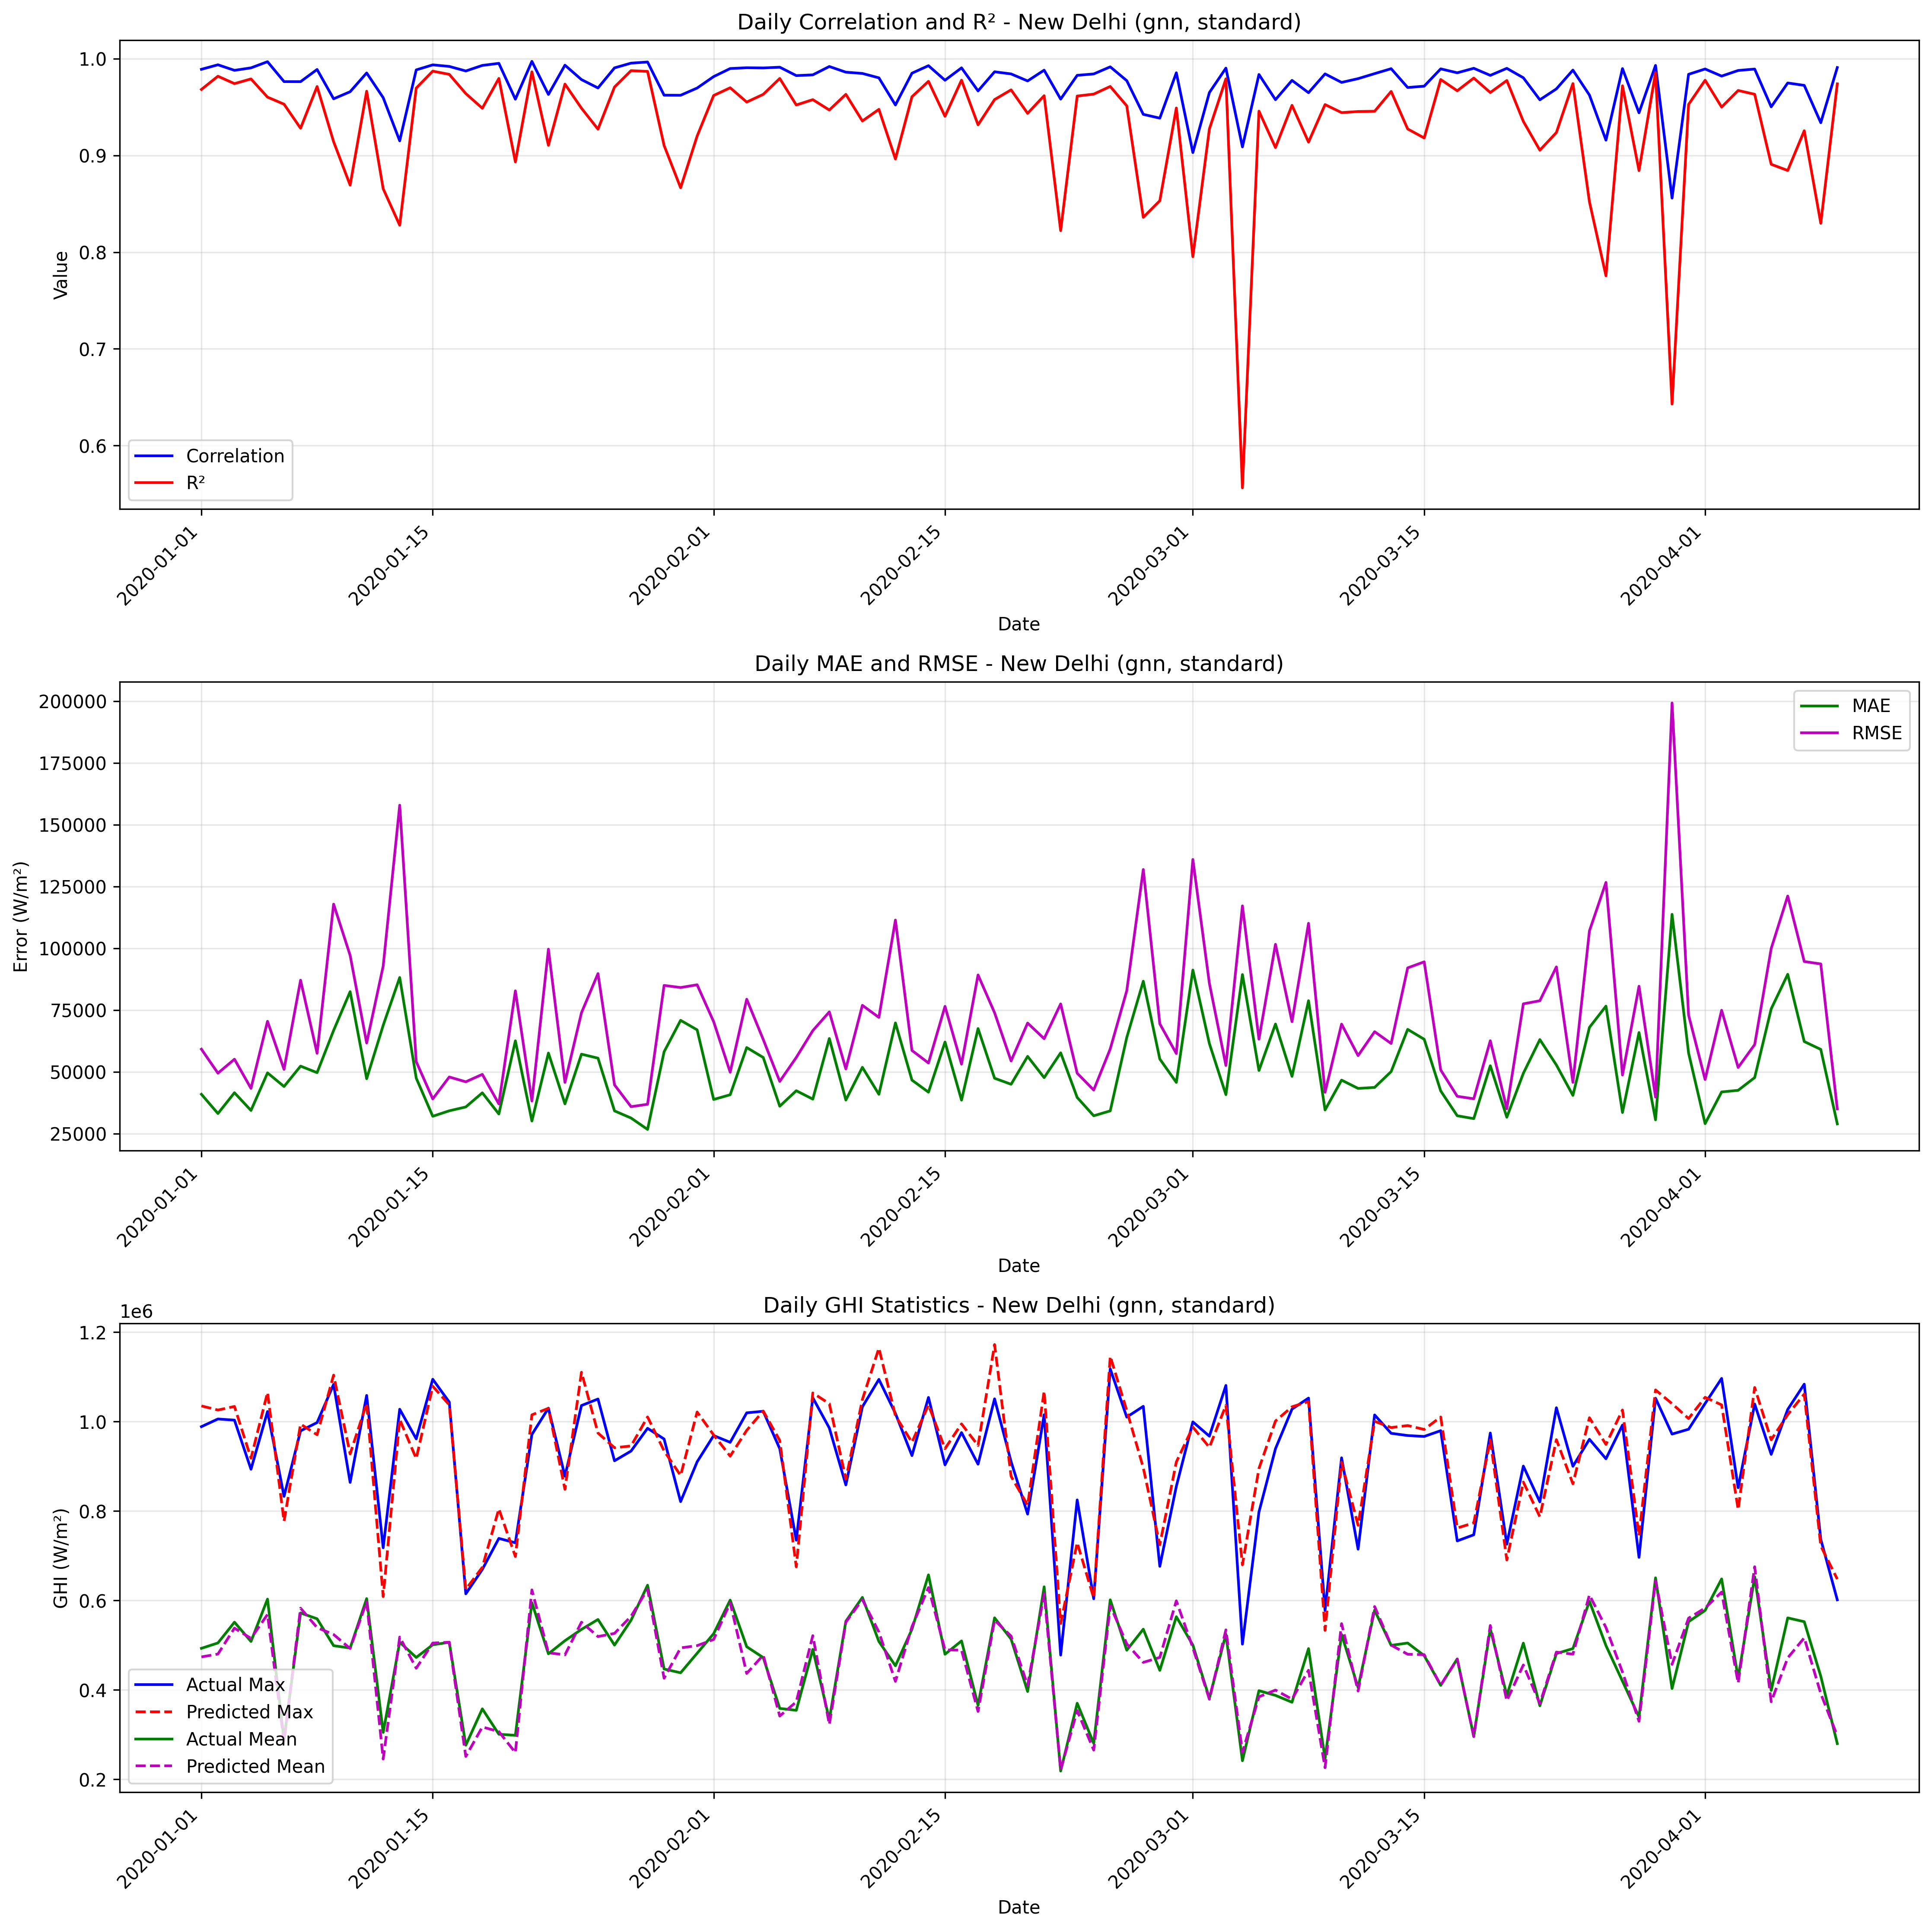 Daily Correlation and R² - New Delhi (gnn, standard)
1.0
0.9
0.8
0.7
0.6
Value
Correlation
R²
2020-01-01
2020-01-15
2020-02-01
2020-02-15
2020-03-01
2020-03-15
2020-04-01
Date
Daily MAE and RMSE - New Delhi (gnn, standard)
200000
175000
150000
125000
100000
75000
50000
25000
Error (W/m²)
MAE
RMSE
2020-01-01
2020-01-15
2020-02-01
2020-02-15
2020-03-01
2020-03-15
2020-04-01
Date
Daily GHI Statistics - New Delhi (gnn, standard)
1e6
1.2
1.0
0.8
0.6
0.4
0.2
GHI (W/m²)
Actual Max
Predicted Max
Actual Mean
Predicted Mean
2020-01-01
2020-01-15
2020-02-01
2020-02-15
2020-03-01
2020-03-15
2020-04-01
Date